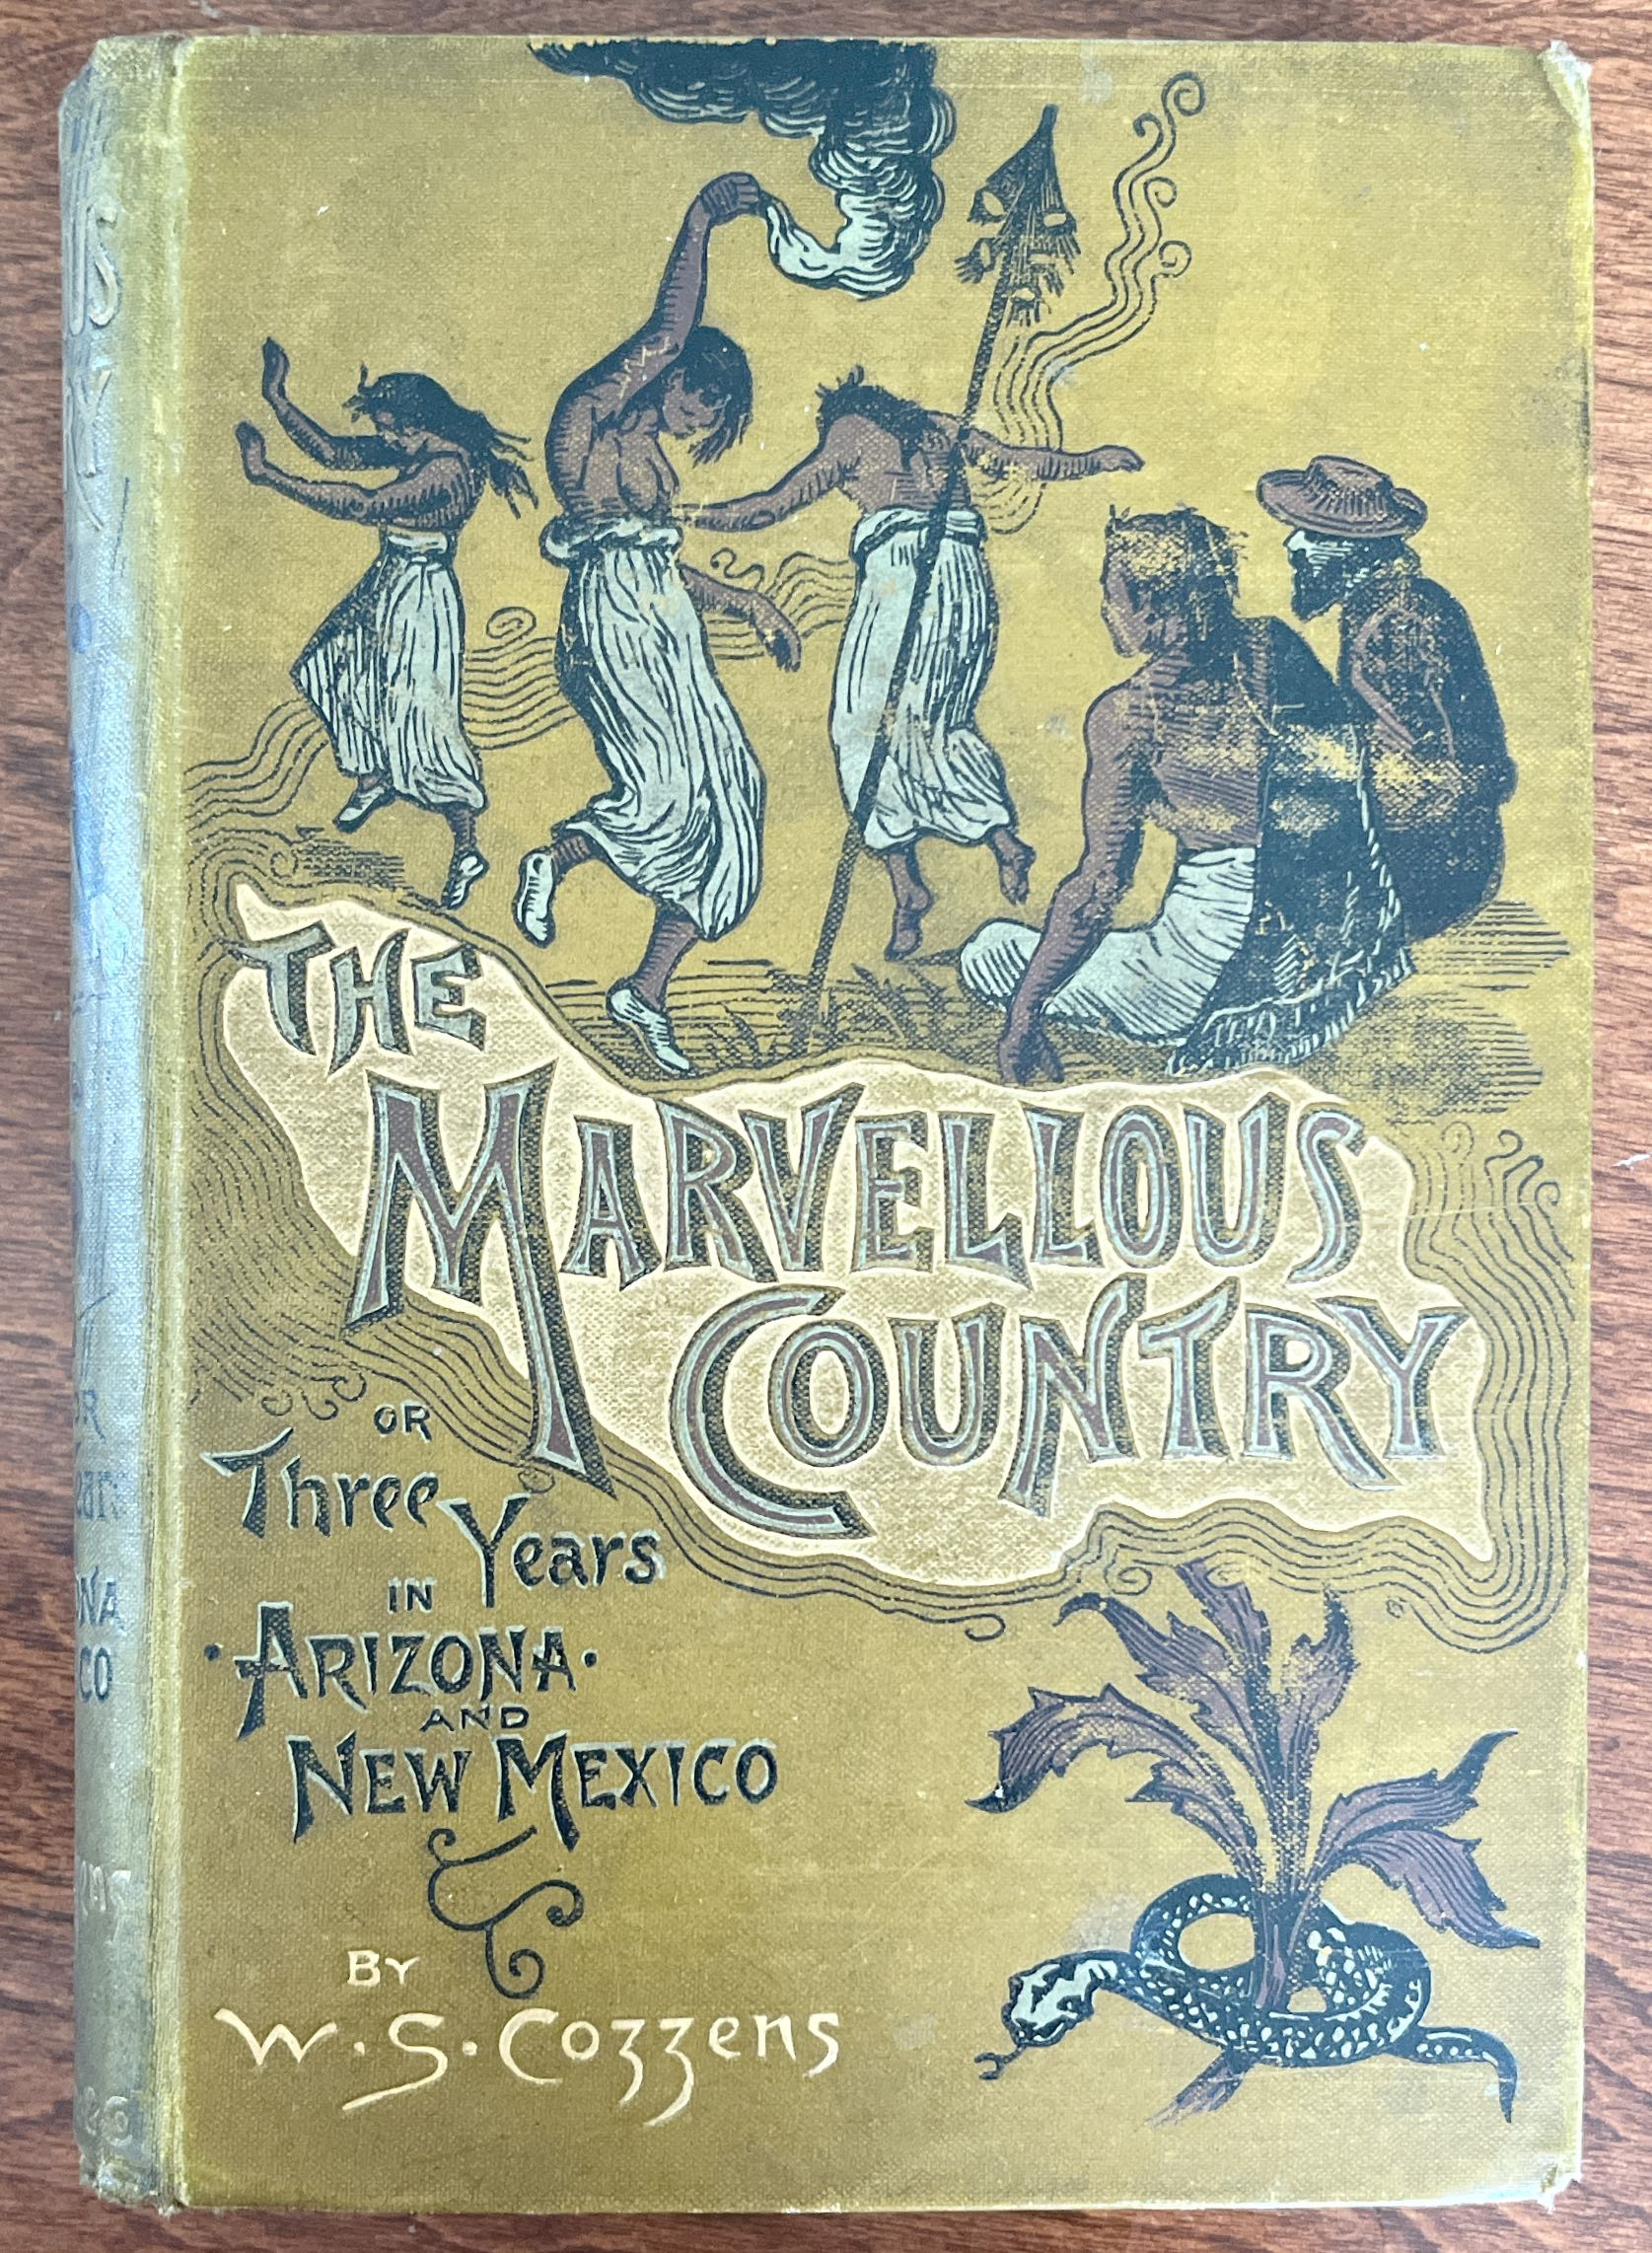 THE
MARVELLOUS
COUNTRY
OR
Three
Years
IN
·ARIZONA·
AND
NEW MEXICO
BY
W·S·Cozzens